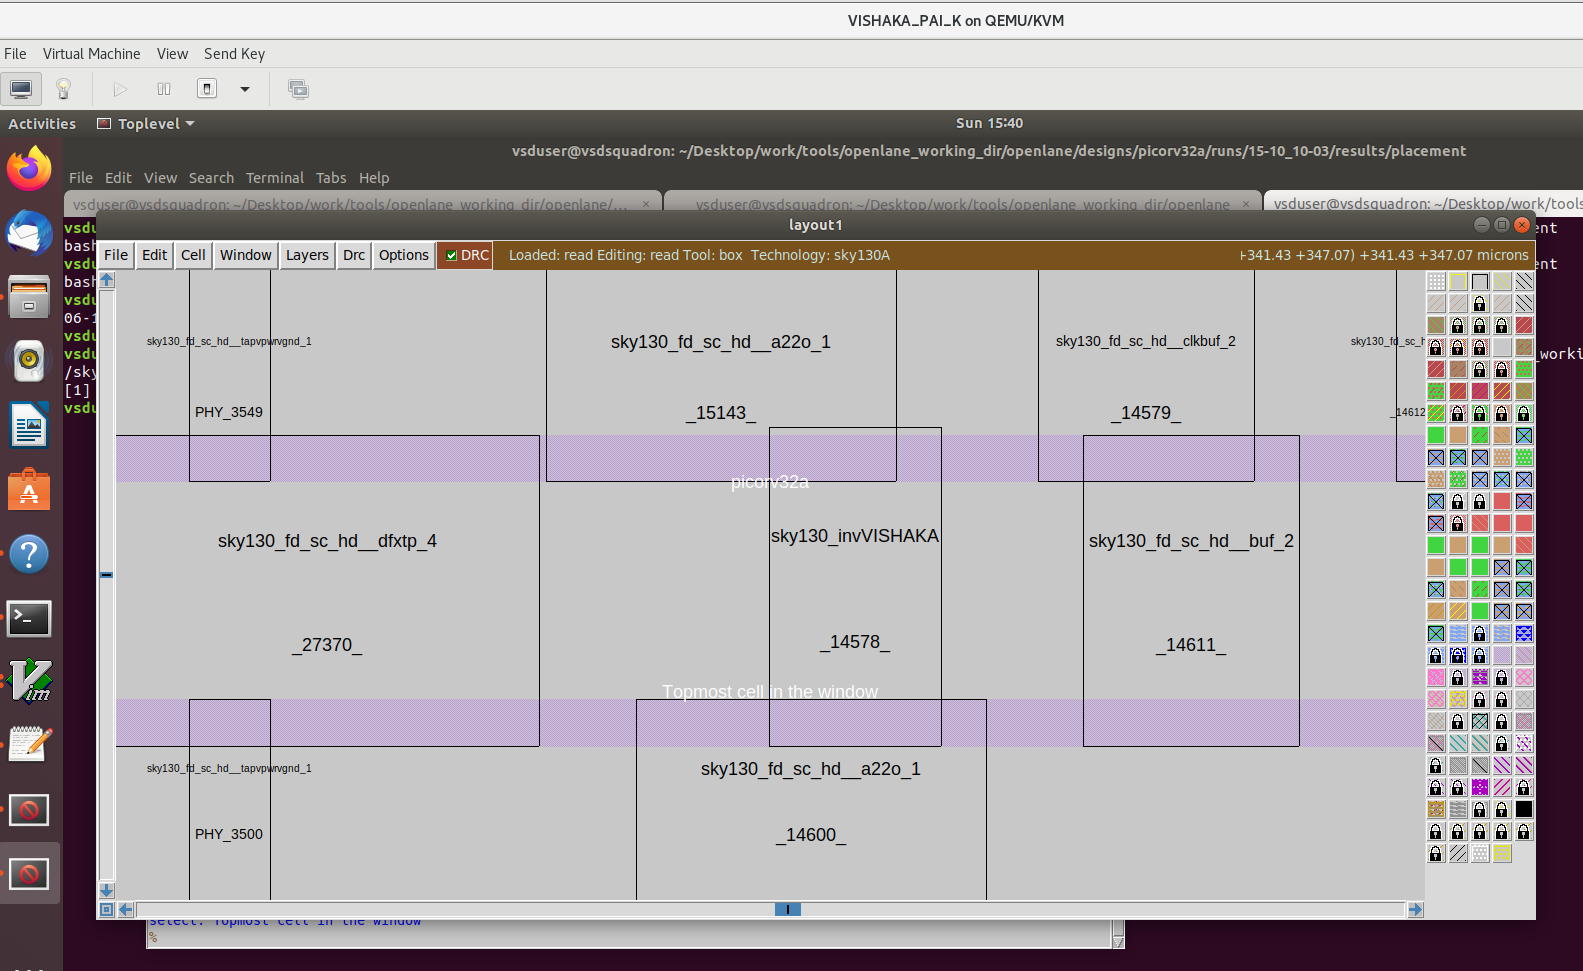 VISHAKA_PAI_K on QEMU/KVM
File Virtual Machine View Send Key
Activities Toplevel Sun 15:40
vsduser@vsdsquadron: ~/Desktop/work/tools/openlane_working_dir/openlane/designs/picorv32a/runs/15-10_10-03/results/placement
File Edit View Search Terminal Tabs Help
vsduser@vsdsquadron: ~/Desktop/work/tools/openlane_working_dir/openlane/... × vsduser@vsdsquadron: ~/Desktop/work/tools/openlane_working_dir/openlane × vsduser@vsdsquadron: ~/Desktop/work/tools
layout1
File Edit Cell Window Layers Drc Options DRC Loaded: read Editing: read Tool: box Technology: sky130A +341.43 +347.07) +341.43 +347.07 microns
vsdu
ent
bash
vsdu
ent
bash
vsdu
06-1
vsdu
vsdu
_worki
/sky
[1]
vsdu
sky130_fd_sc_hd__tapvpwrvgnd_1 sky130_fd_sc_hd__a22o_1 sky130_fd_sc_hd__clkbuf_2 sky130_fd_sc_h
PHY_3549 _15143_ _14579_ _14612
picorv32a
sky130_fd_sc_hd__dfxtp_4 sky130_invVISHAKA sky130_fd_sc_hd__buf_2
_27370_ _14578_ _14611_
Topmost cell in the window
sky130_fd_sc_hd__tapvpwrvgnd_1 sky130_fd_sc_hd__a22o_1
PHY_3500 _14600_
select: Topmost cell in the window
%